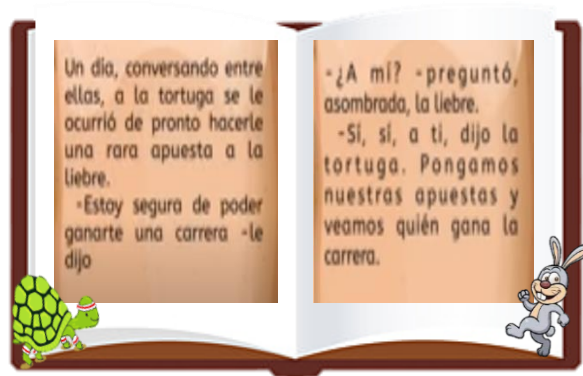 Un día, conversando entre
ellas, a la tortuga se le
ocurrió de pronto hacerle
una rara apuesta a la
liebre.
-Estoy segura de poder
ganarte una carrera -le
dijo
-¿A mí? -preguntó,
asombrada, la liebre.
-Sí, sí, a ti, dijo la
tortuga. Pongamos
nuestras apuestas y
veamos quién gana la
carrera.